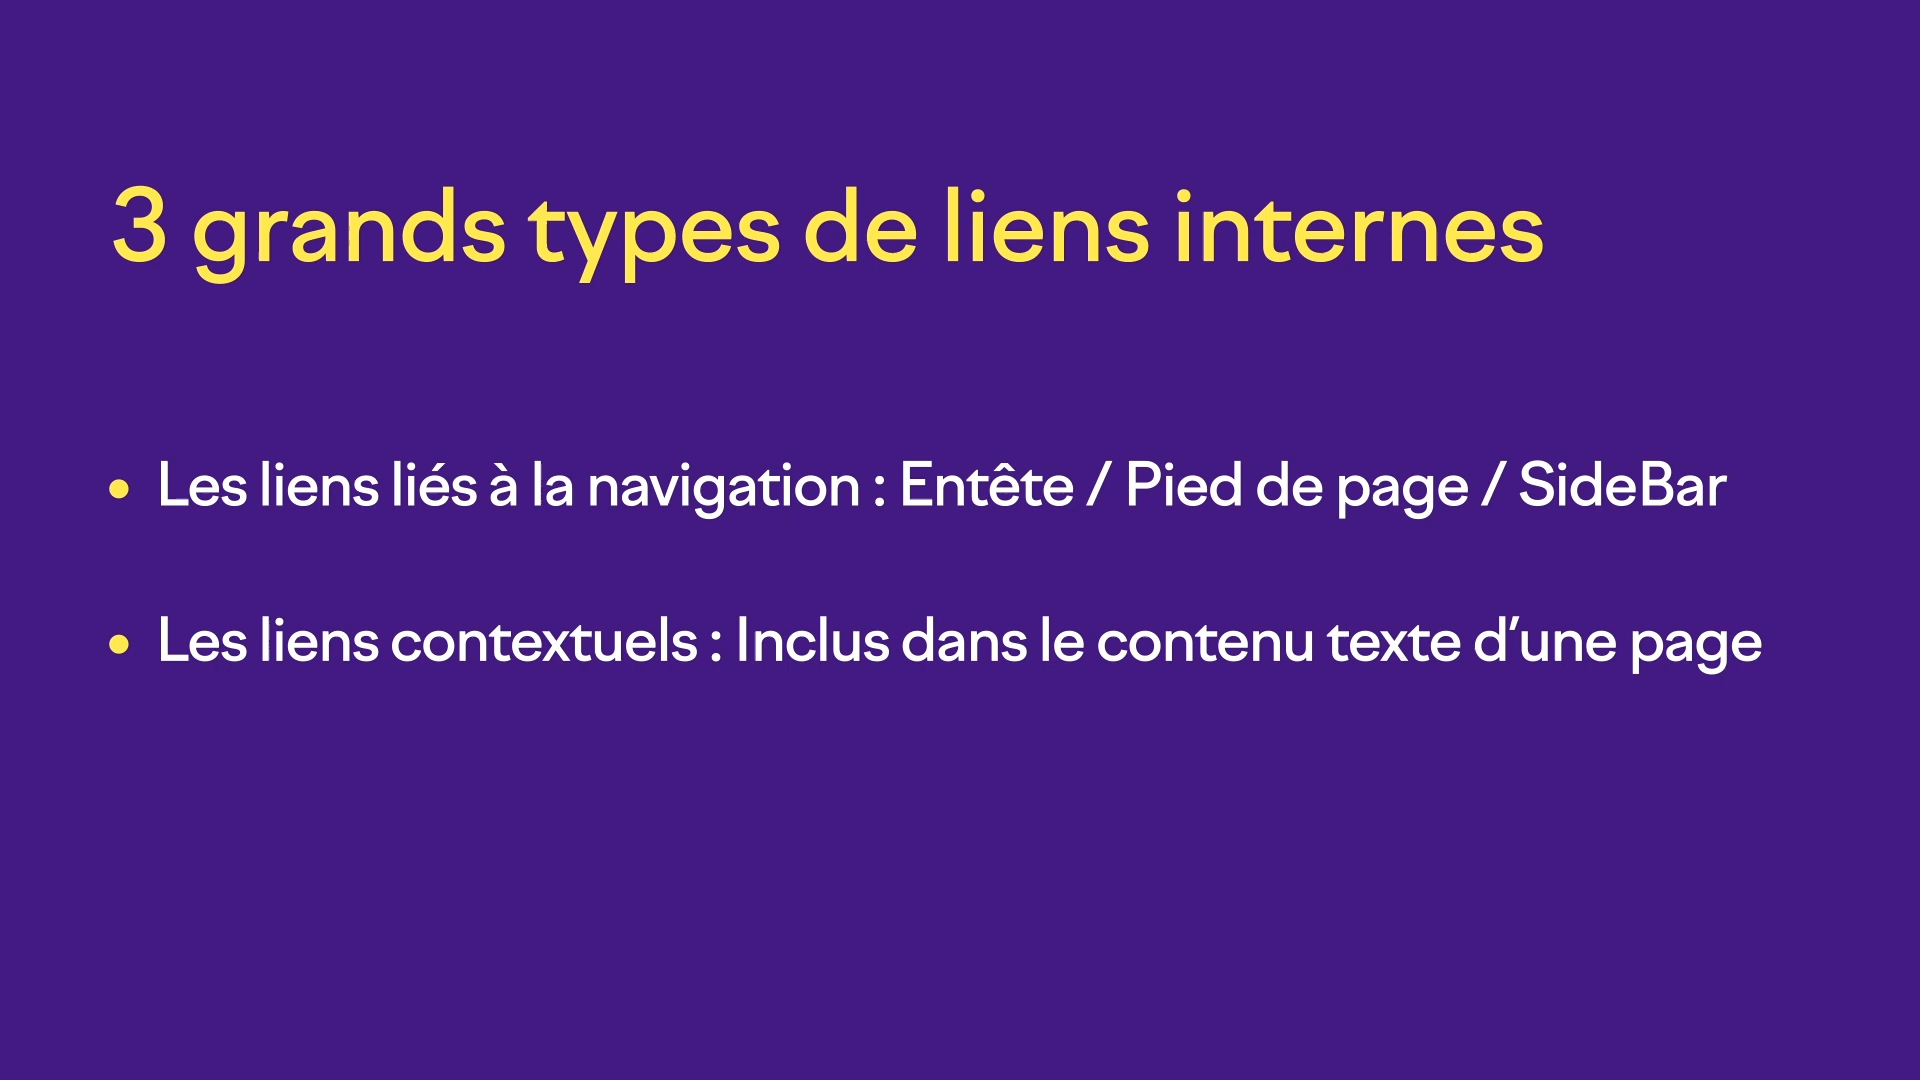 3 grands types de liens internes
• Les liens liés à la navigation : Entête / Pied de page / SideBar
• Les liens contextuels : Inclus dans le contenu texte d’une page